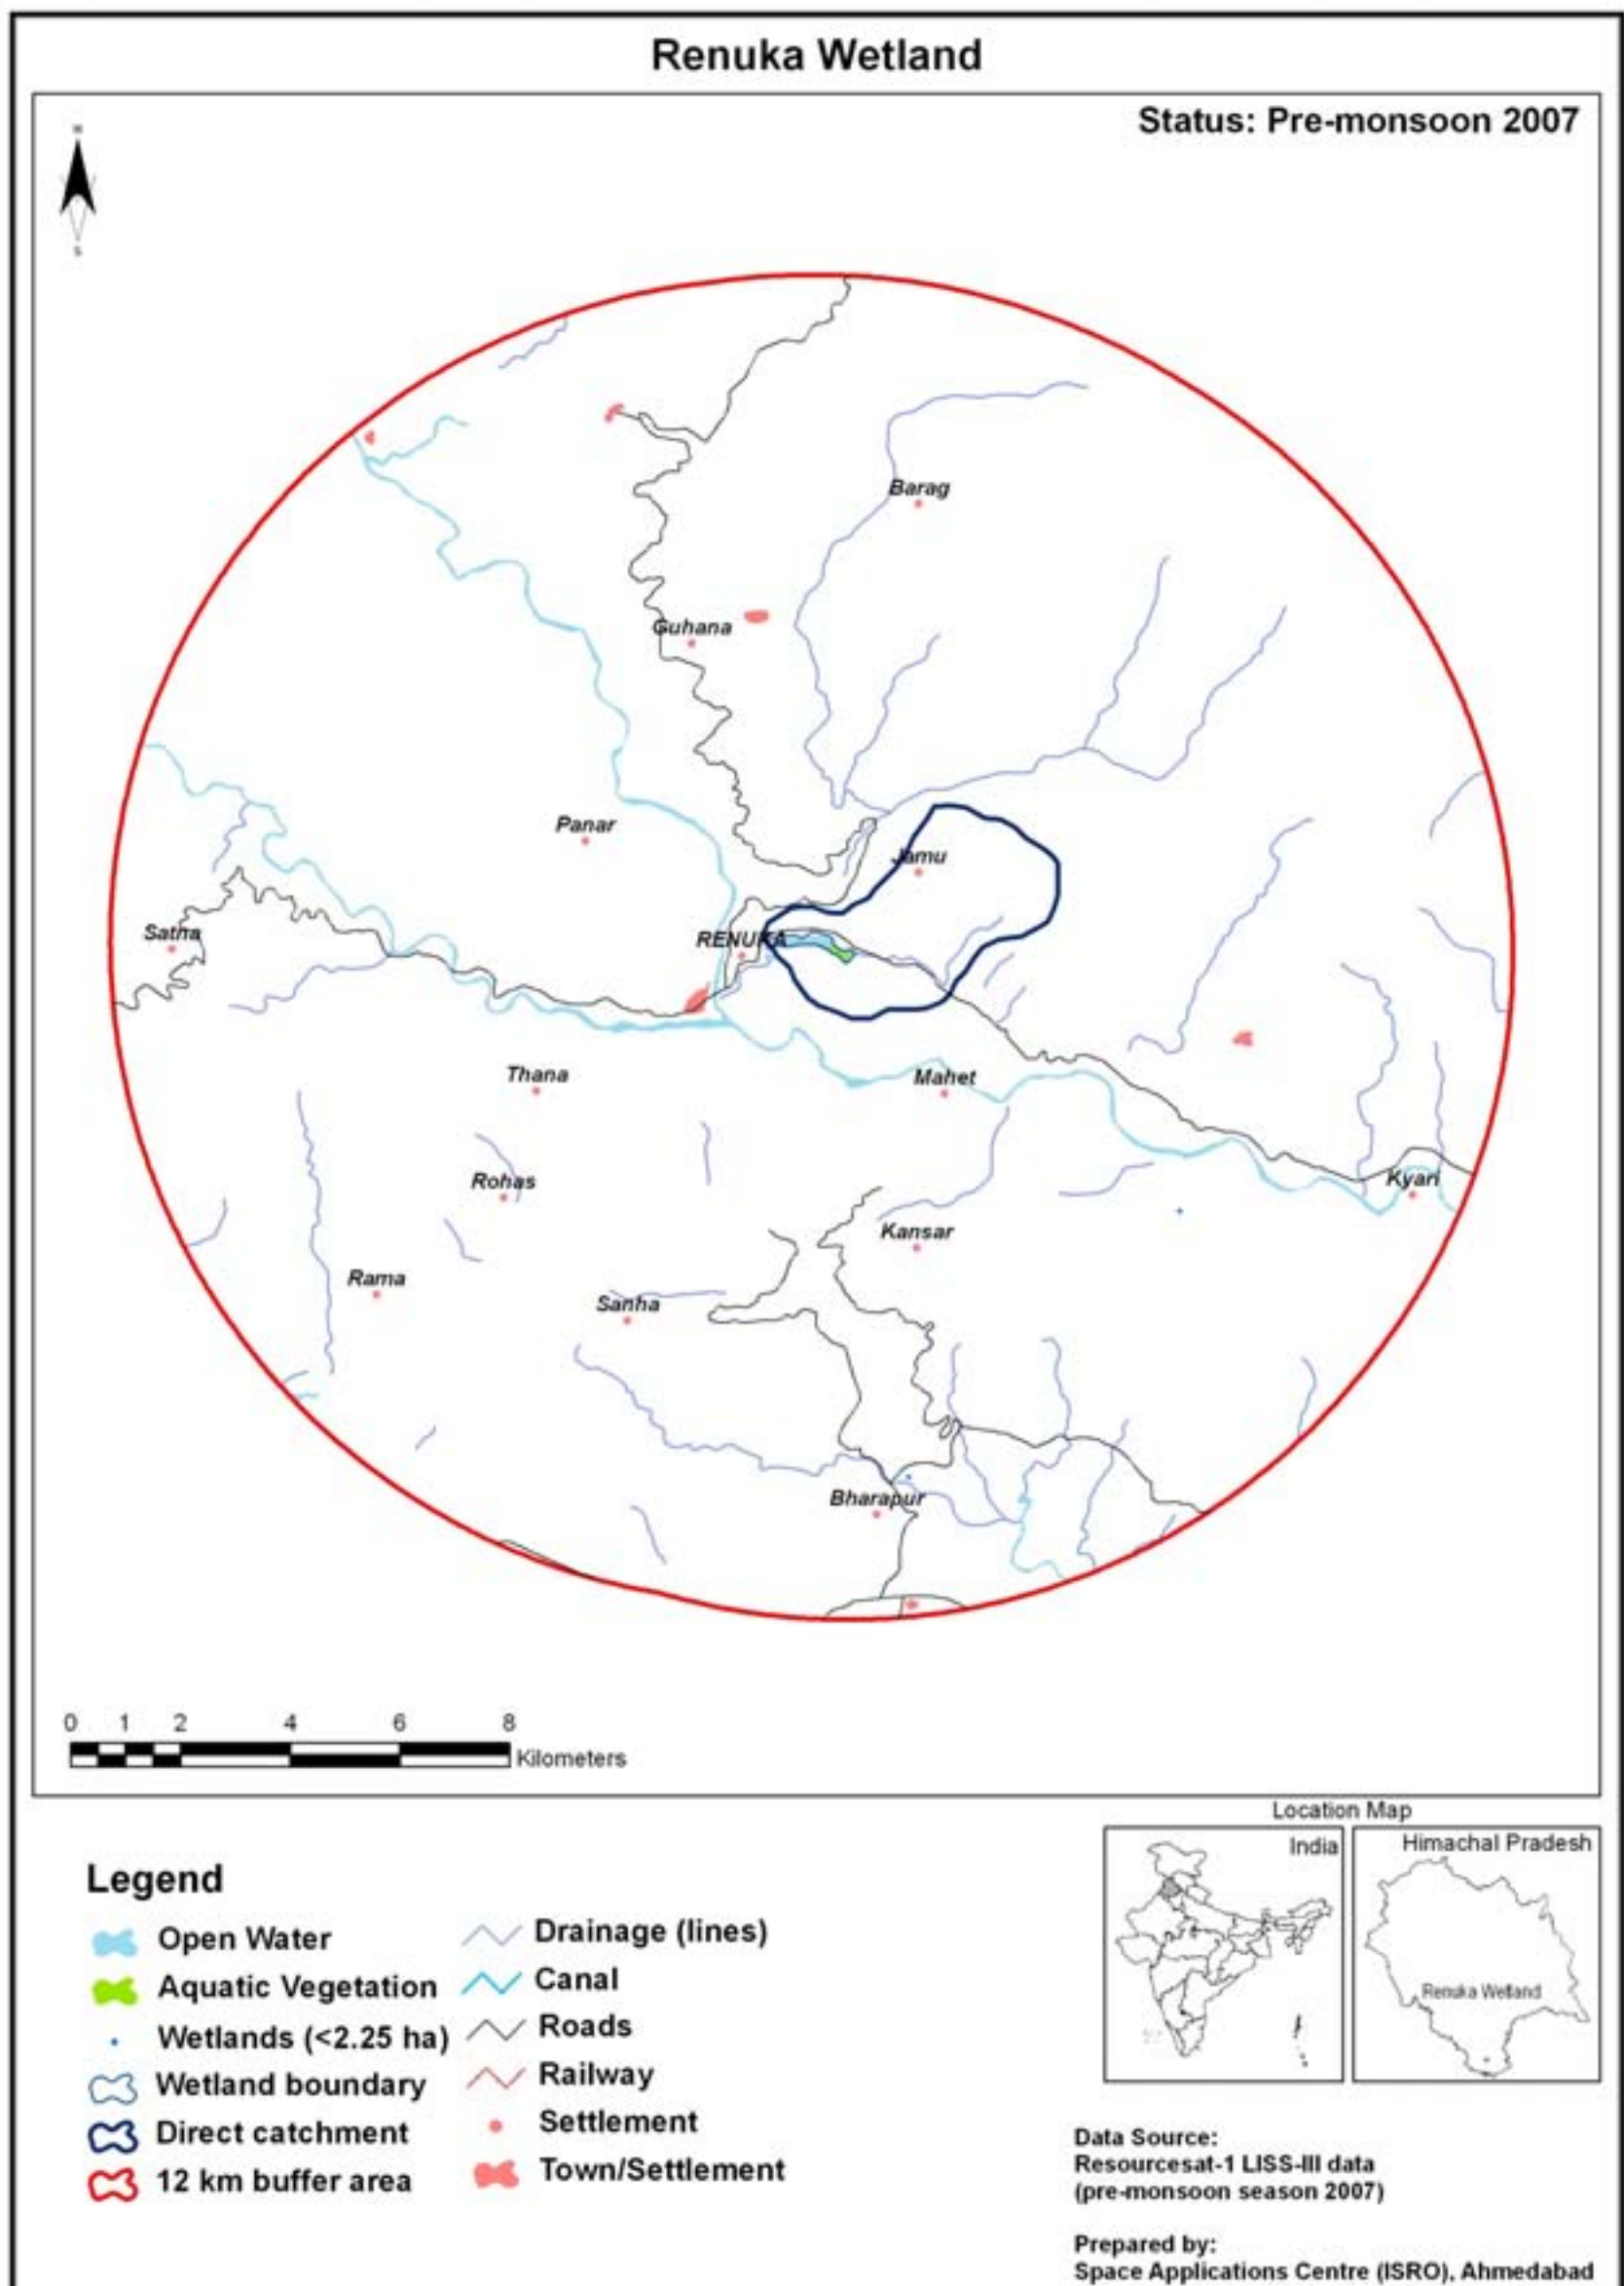 Renuka Wetland
Status: Pre-monsoon 2007
N
S
Barag
Guhana
Panar
Jamu
Satna
RENUKA
Thana
Mahet
Rohas
Kyari
Kansar
Rama
Sanha
Bharapur
0 1 2 4 6 8
Kilometers
Location Map
India
Himachal Pradesh
Renuka Wetland
Legend
Open Water
Aquatic Vegetation
Wetlands (<2.25 ha)
Wetland boundary
Direct catchment
12 km buffer area
Drainage (lines)
Canal
Roads
Railway
Settlement
Town/Settlement
Data Source:
Resourcesat-1 LISS-III data
(pre-monsoon season 2007)
Prepared by:
Space Applications Centre (ISRO), Ahmedabad